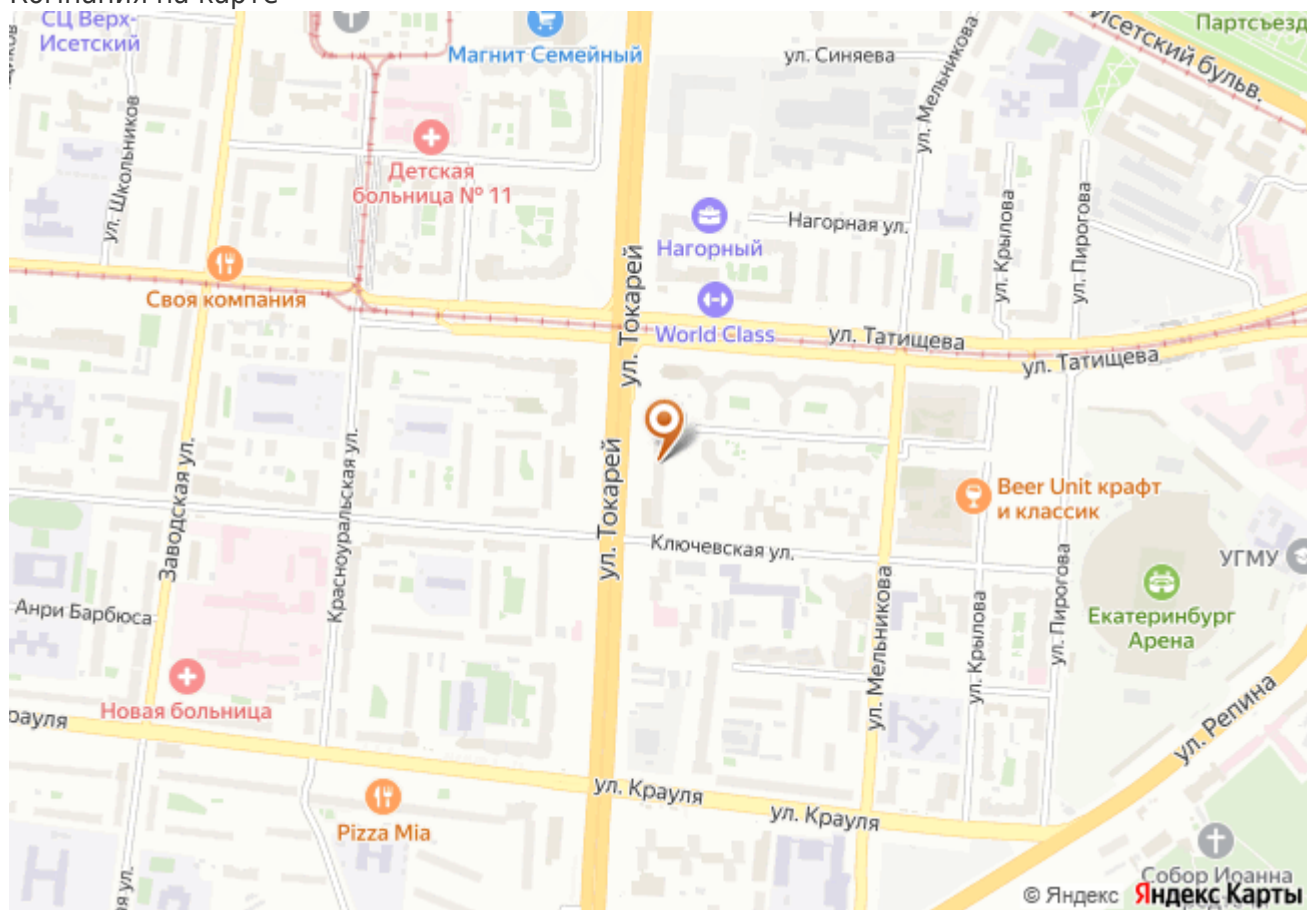 Компания на карте
СЦ Верх-
Исетский
Магнит Семейный
ул. Синяева
ул. Мельникова
Исетский бульв.
Партсъезд
ул. Школьников
Детская
больница № 11
Нагорный
Нагорная ул.
ул. Крылова
ул. Пирогова
ул. Токарей
Своя компания
World Class
ул. Татищева
ул. Татищева
Заводская ул.
Красноуральская ул.
ул. Токарей
Beer Unit крафт
и классик
Ключевская ул.
УГМУ
Екатеринбург
Арена
Анри Барбюса
ул. Мельникова
ул. Крылова
ул. Пирогова
Новая больница
рауля
ул. Репина
ул. Крауля
ул. Крауля
Pizza Mia
Собор Иоанна
© Яндекс Яндекс Карты